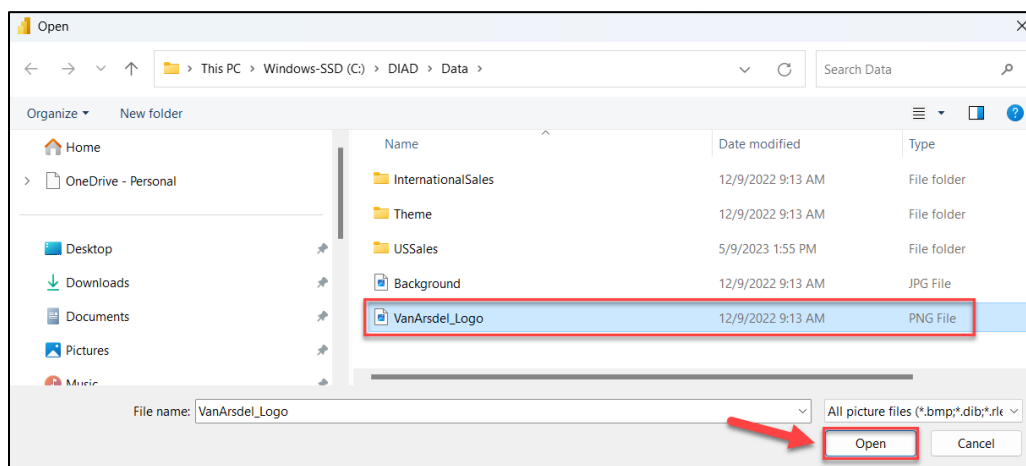 Open
This PC > Windows-SSD (C:) > DIAD > Data >
Search Data
Organize
New folder
Name
Date modified
Type
Home
OneDrive - Personal
Desktop
Downloads
Documents
Pictures
Music
InternationalSales 12/9/2022 9:13 AM File folder
Theme 12/9/2022 9:13 AM File folder
USSales 5/9/2023 1:55 PM File folder
Background 12/9/2022 9:13 AM JPG File
VanArsdel_Logo 12/9/2022 9:13 AM PNG File
File name: VanArsdel_Logo
All picture files (*.bmp;*.dib;*.rle
Open
Cancel